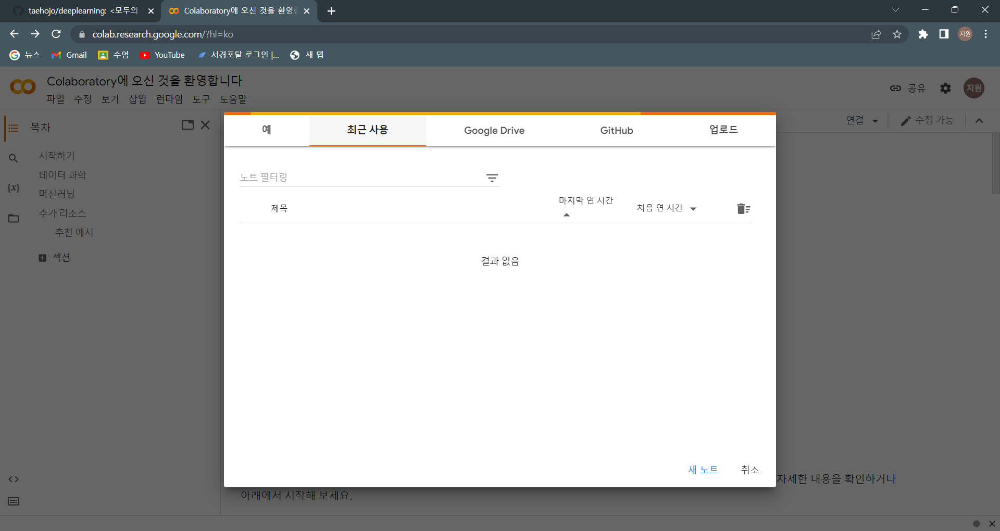 taehojo/deeplearning: <모두의
Colaboratory에 오신 것을 환영합
colab.research.google.com/?hl=ko
지원
뉴스 Gmail 수업 YouTube 서경포탈 로그인 |... 새 탭
Colaboratory에 오신 것을 환영합니다
파일 수정 보기 삽입 런타임 도구 도움말
공유
지원
목차
연결
수정 가능
시작하기
데이터 과학
머신러닝
추가 리소스
추천 예시
섹션
{x}
예 최근 사용 Google Drive GitHub 업로드
노트 필터링
제목 마지막 연 시간 처음 연 시간
결과 없음
새 노트 취소
자세한 내용을 확인하거나
아래에서 시작해 보세요.